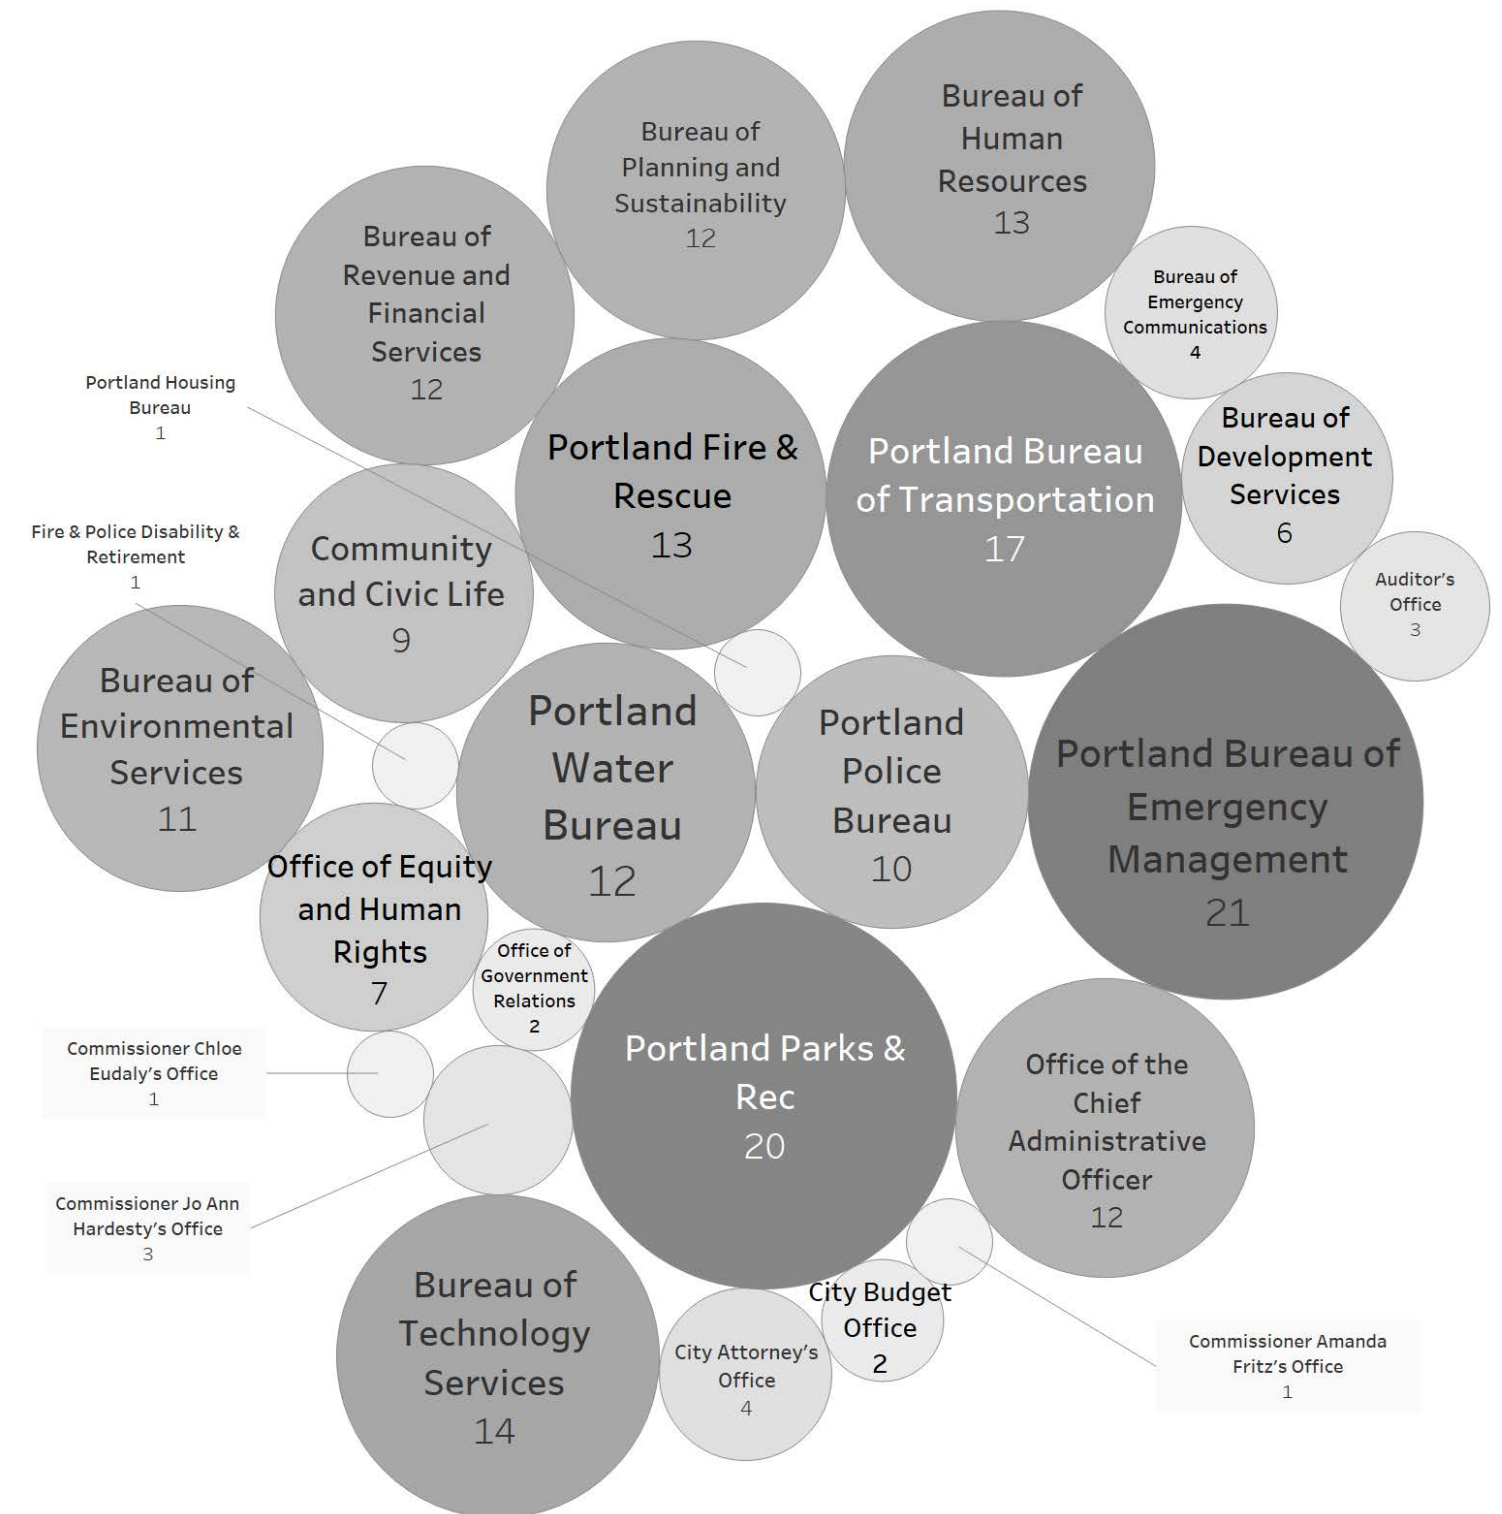 Bureau of
Human
Resources
13
Bureau of
Planning and
Sustainability
12
Bureau of
Revenue and
Financial
Services
12
Bureau of
Emergency
Communications
4
Portland Housing
Bureau
1
Portland Fire &
Rescue
13
Portland Bureau
of Transportation
17
Bureau of
Development
Services
6
Fire & Police Disability &
Retirement
1
Community
and Civic Life
9
Auditor's
Office
3
Bureau of
Environmental
Services
11
Portland
Water
Bureau
12
Portland
Police
Bureau
10
Portland Bureau of
Emergency
Management
21
Office of Equity
and Human
Rights
7
Office of
Government
Relations
2
Commissioner Chloe
Eudaly's Office
1
Portland Parks &
Rec
20
Office of the
Chief
Administrative
Officer
12
Commissioner Jo Ann
Hardesty's Office
3
Bureau of
Technology
Services
14
City Attorney's
Office
4
City Budget
Office
2
Commissioner Amanda
Fritz's Office
1